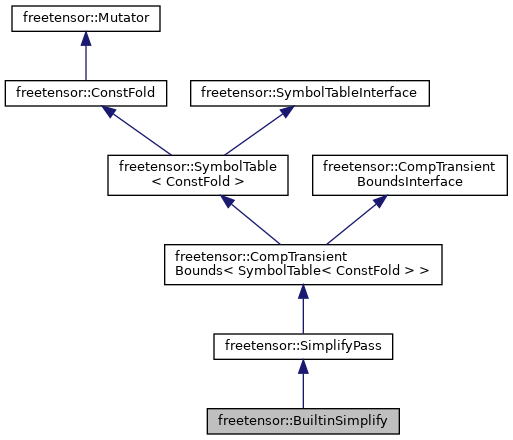 freetensor::Mutator
freetensor::ConstFold
freetensor::SymbolTableInterface
freetensor::SymbolTable
< ConstFold >
freetensor::CompTransient
BoundsInterface
freetensor::CompTransient
Bounds< SymbolTable< ConstFold > >
freetensor::SimplifyPass
freetensor::BuiltinSimplify